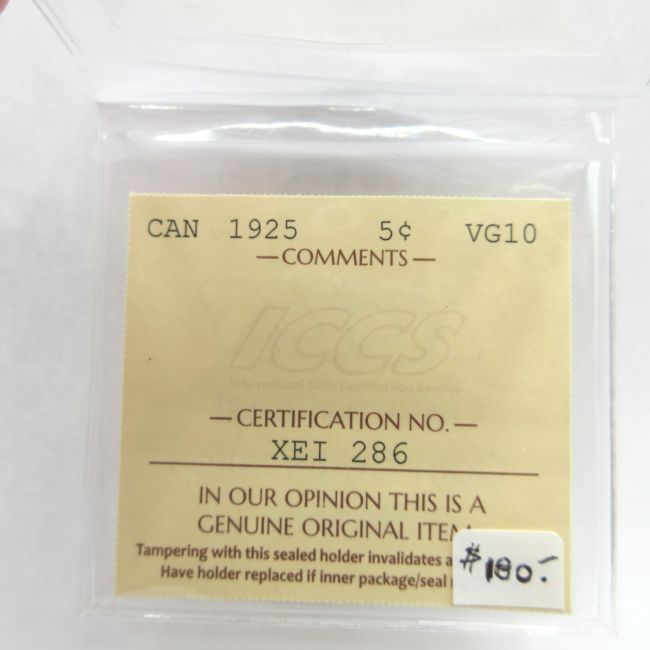 CAN 1925 5¢ VG10
— COMMENTS —
ICCS
International Coin Certification Service
— CERTIFICATION NO. —
XEI 286
IN OUR OPINION THIS IS A
GENUINE ORIGINAL ITEM
Tampering with this sealed holder invalidates
Have holder replaced if inner package/seal
$180.-